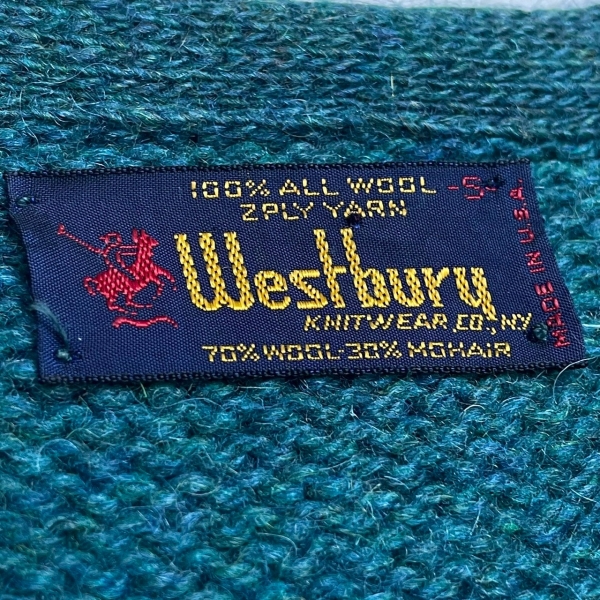 100% ALL WOOL -S-
2PLY YARN
Westbury
KNITWEAR CO., NY
70% WOOL-30% MOHAIR
MADE IN U.S.A.